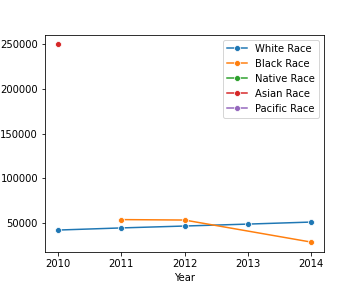 250000
200000
150000
100000
50000
White Race
Black Race
Native Race
Asian Race
Pacific Race
2010 2011 2012 2013 2014
Year